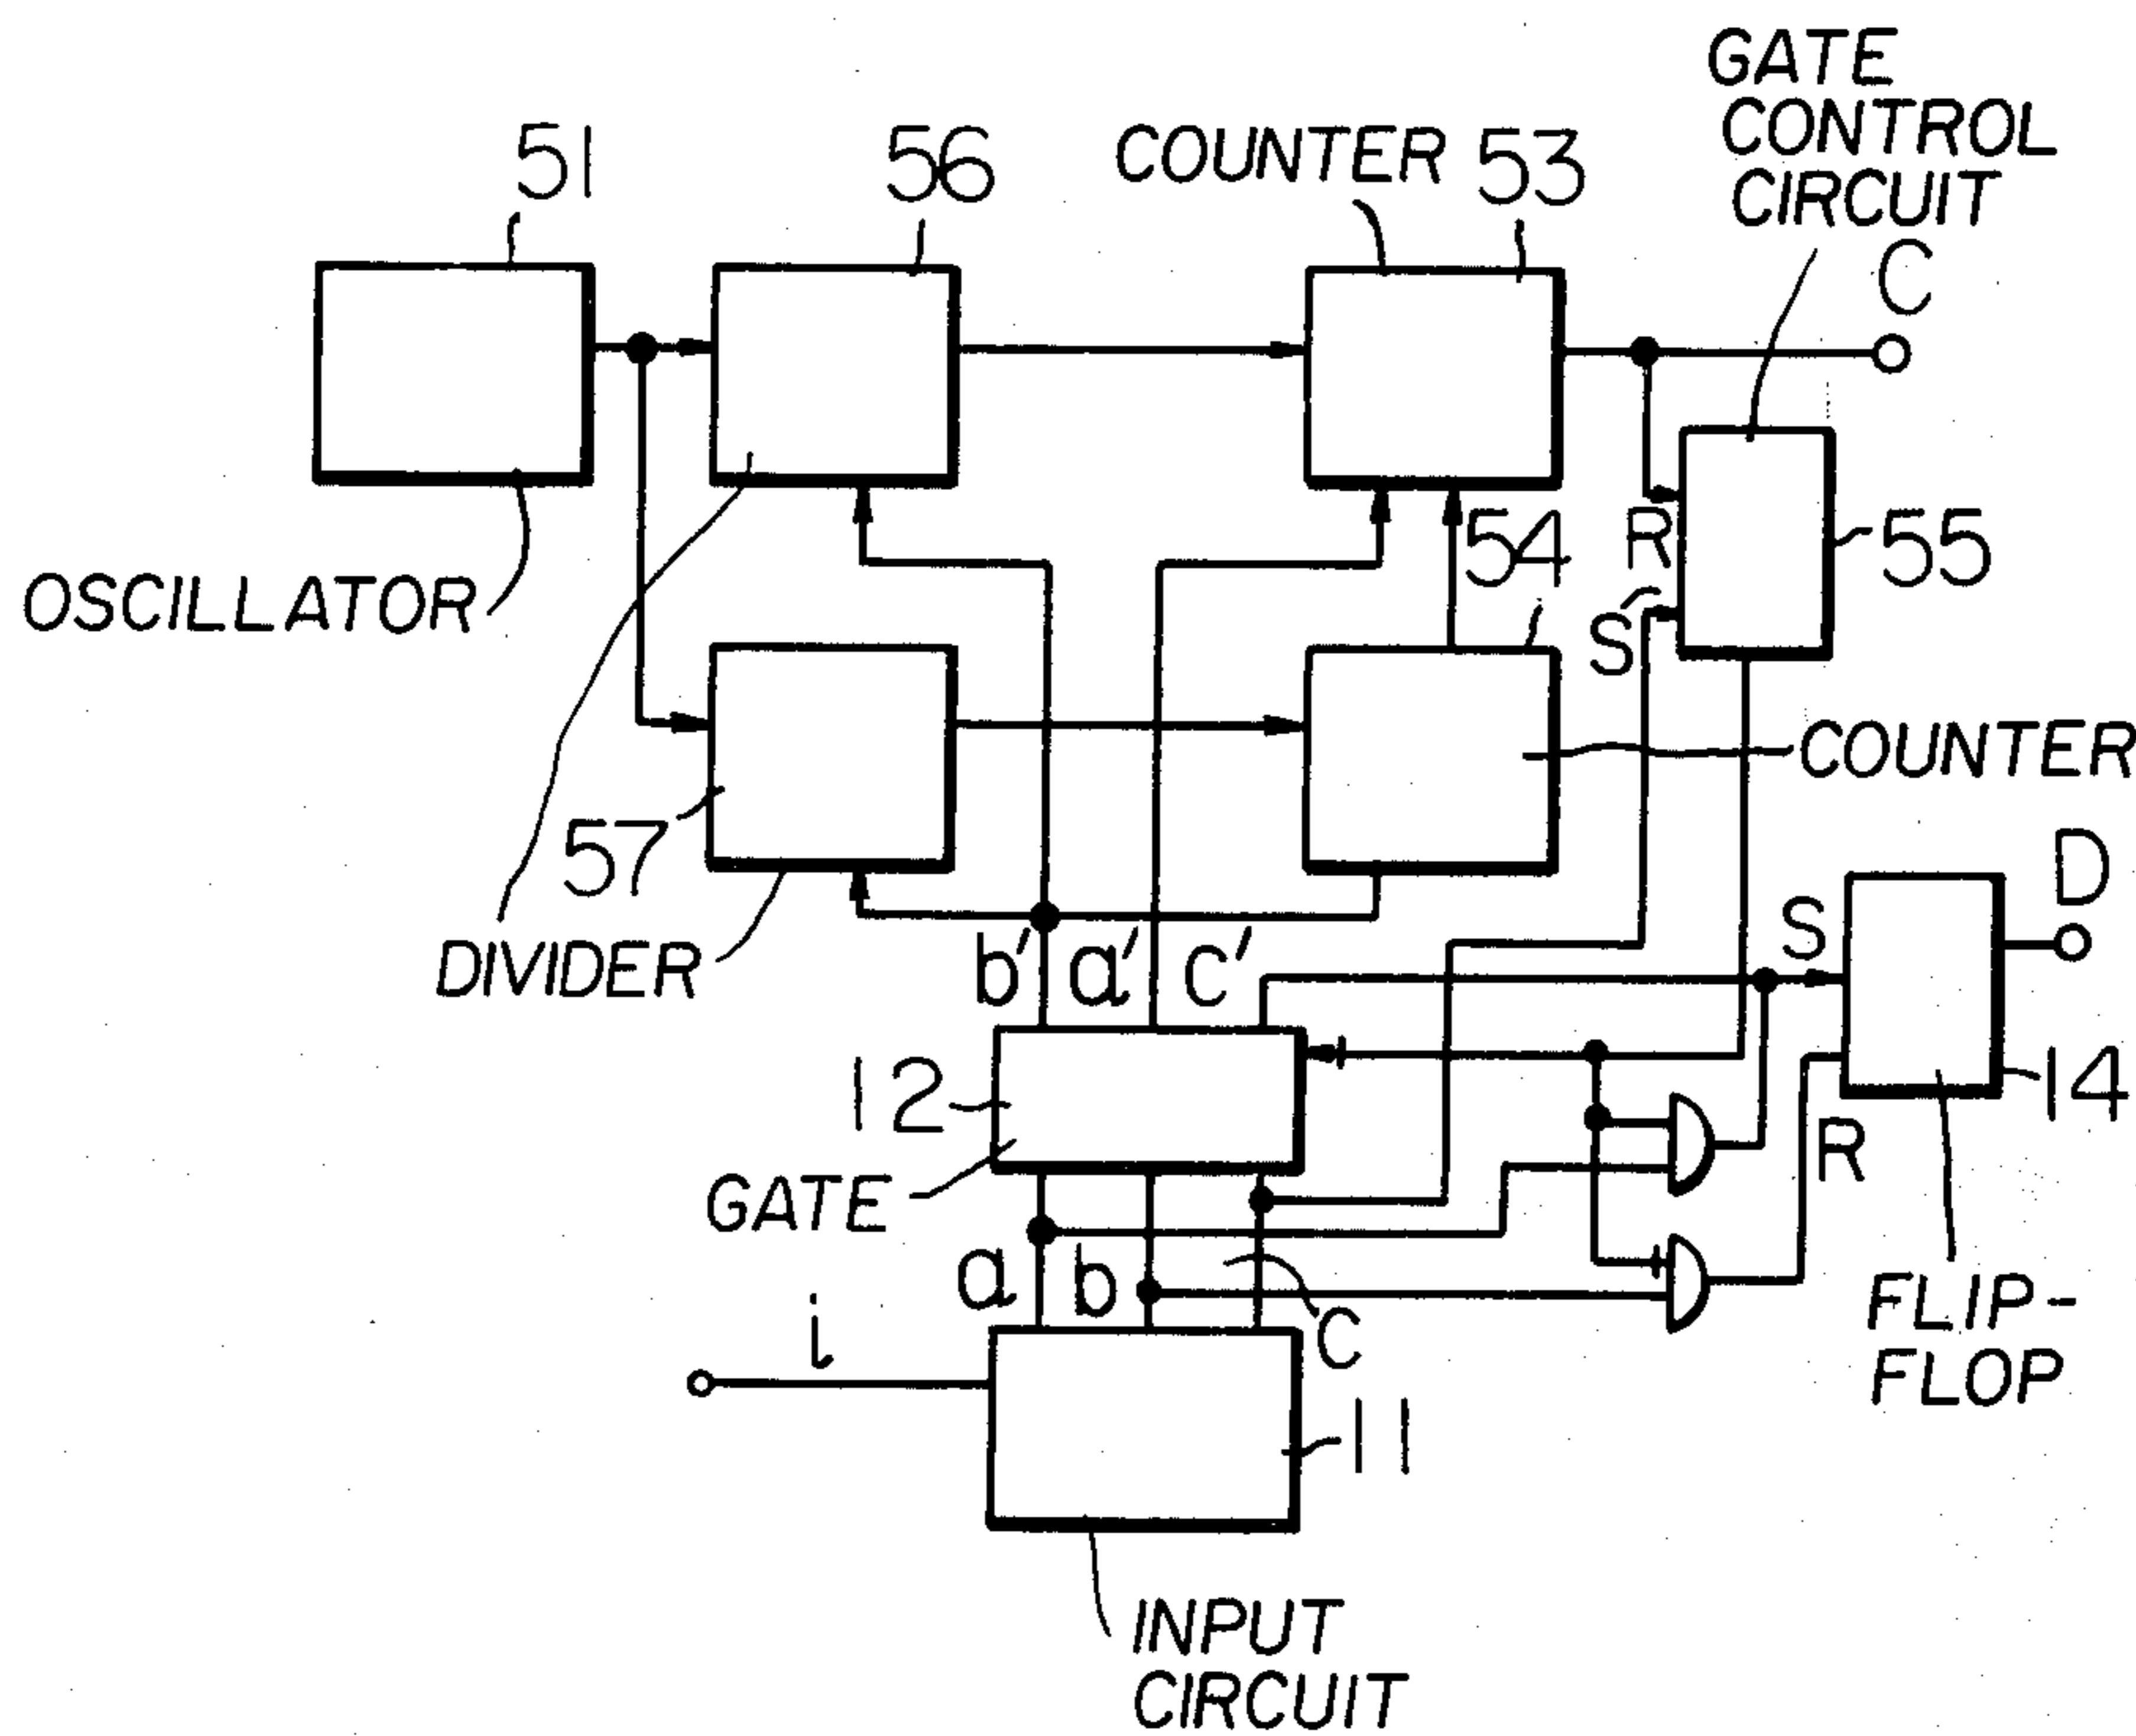 GATE
CONTROL
CIRCUIT
51
56
COUNTER 53
C
OSCILLATOR
54
R
55
S
COUNTER
57
D
S
DIVIDER
b' a' c'
12
14
R
GATE
a b
c
i
FLIP-
FLOP
11
INPUT
CIRCUIT